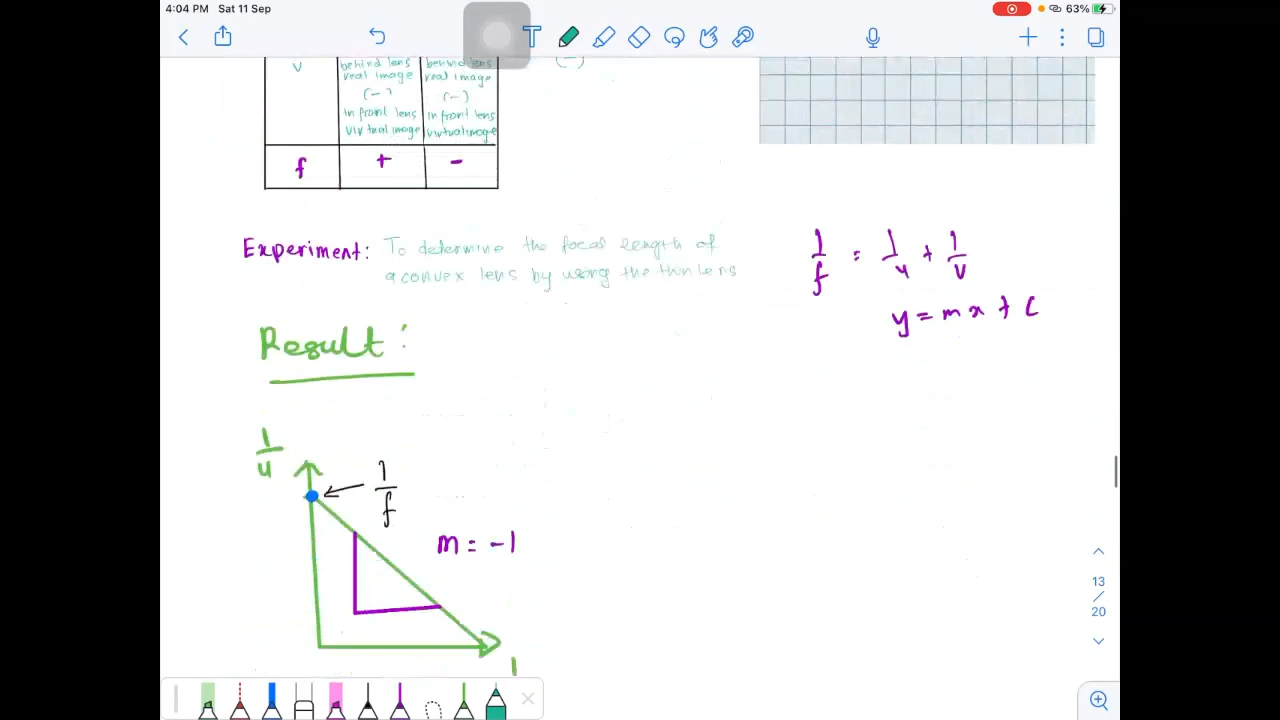 4:04 PM Sat 11 Sep
63%
T
v
behind lens
real image
(-)
in front lens
virtual image
behind lens
real image
(-)
in front lens
virtual image
(-)
f + -
Experiment: To determine the focal length of
a convex lens by using the thin lens
1/f = 1/u + 1/v
y = mx + c
Result:
1/u
1/f
m = -1
1
13
/
20